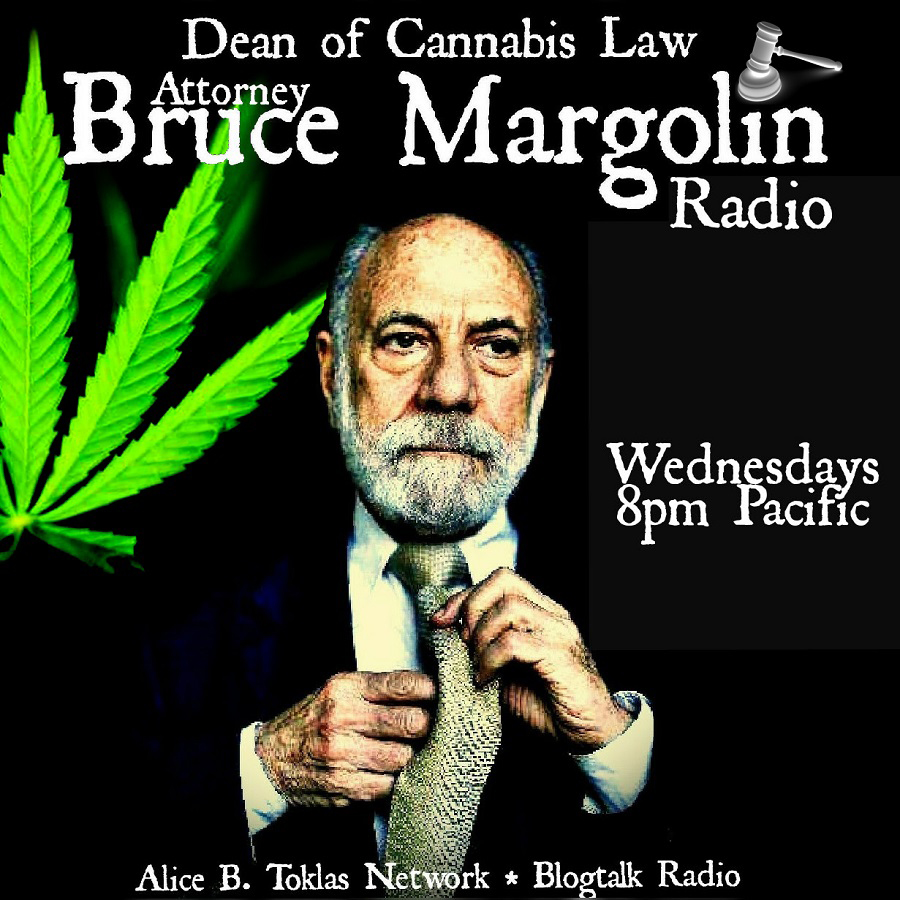 Dean of Cannabis Law
Attorney
Bruce Margolin
Radio
Wednesdays
8pm Pacific
Alice B. Toklas Network * Blogtalk Radio